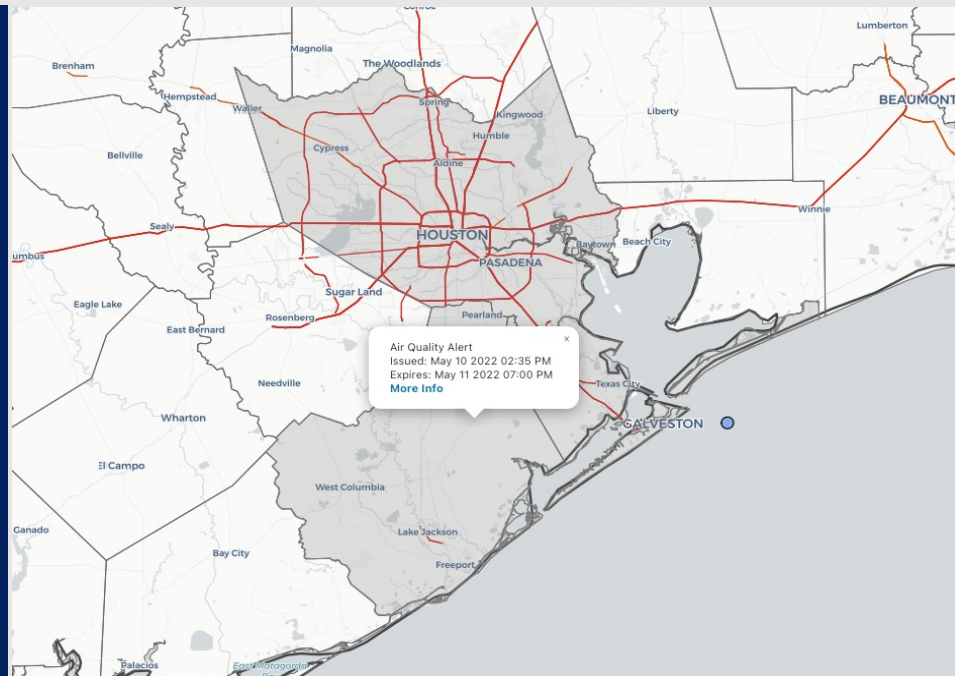 Conroe
Lumberton
Magnolia
Brenham
The Woodlands
Hempstead
Spring
BEAUMONT
Waller
Kingwood
Liberty
Humble
Cypress
Bellville
Aldine
Winnie
Sealy
HOUSTON
Baytown
Beach City
umbus
PASADENA
Sugar Land
Eagle Lake
Rosenberg
Pearland
East Bernard
Air Quality Alert
×
Issued: May 10 2022 02:35 PM
Expires: May 11 2022 07:00 PM
More Info
Needville
Texas City
Wharton
GALVESTON
El Campo
West Columbia
Ganado
Lake Jackson
Bay City
Freeport
Palacios
East Matagorda